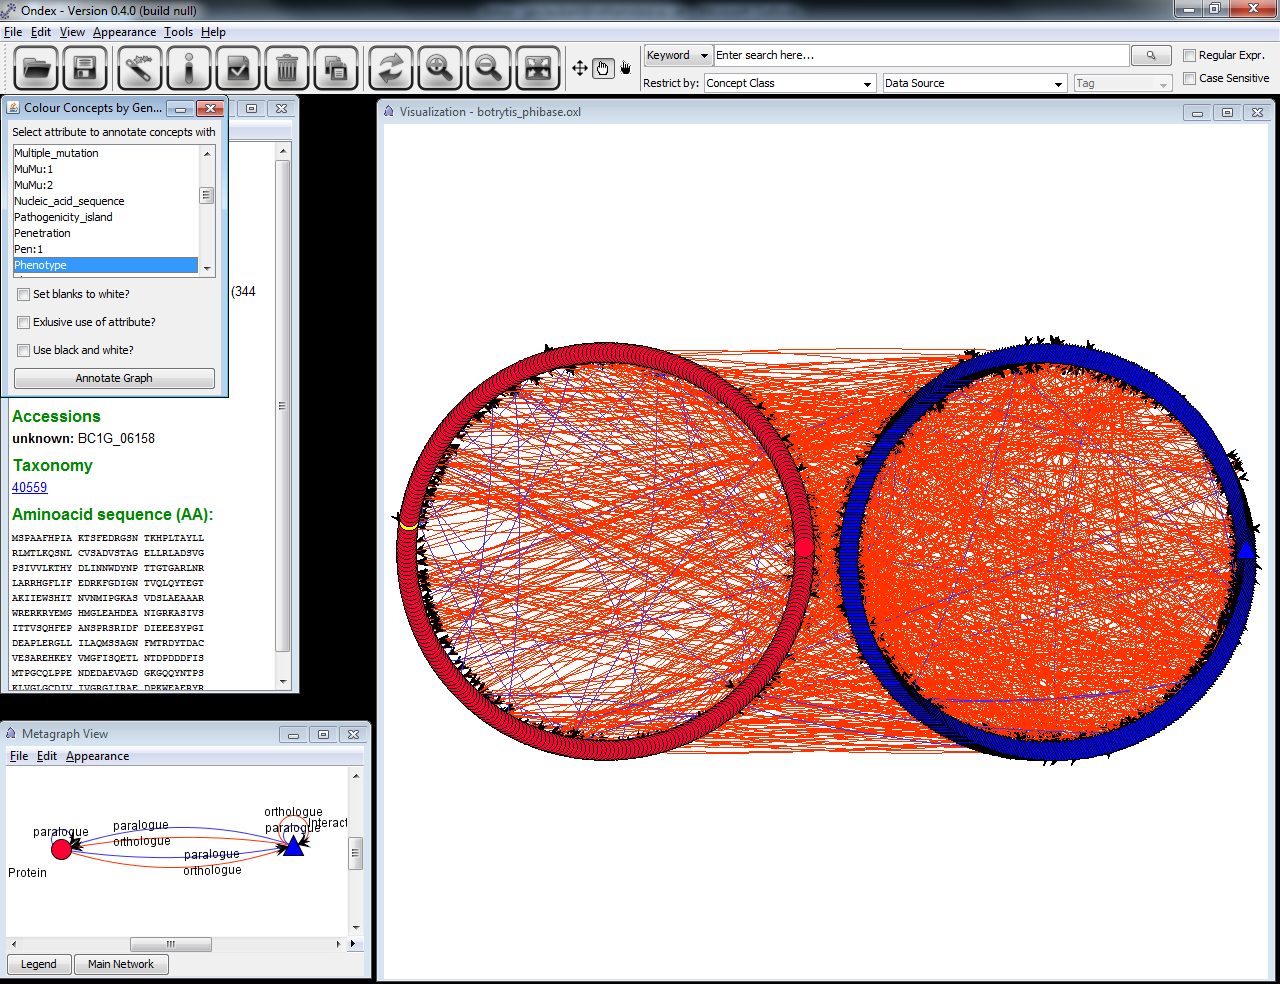 Ondex - Version 0.4.0 (build null)
File Edit View Appearance Tools Help
Keyword
Enter search here...
Regular Expr.
Restrict by:
Concept Class
Data Source
Tag
Case Sensitive
Colour Concepts by Gen...
Select attribute to annotate concepts with
Multiple_mutation
MuMu:1
MuMu:2
Nucleic_acid_sequence
Pathogenicity_island
Penetration
Pen:1
Phenotype
Set blanks to white?
Exlusive use of attribute?
Use black and white?
Annotate Graph
(344
Accessions
unknown: BC1G_06158
Taxonomy
40559
Aminoacid sequence (AA):
MSPAAFHPIA AKTSFEDRGSN TKHPLTAYLL
RLMTLKQSNL CVSADVSTAG ELLRLADSVG
PSIVVLKTHY DLINNWDYNP TTGTGARLNR
LARRHGFLIF EDRKFGDIGN TVQLQYTEGT
AKIIEWSHIT NVNMIPGKAS VDSLAEAAAR
WRERKRYEMG HMGLEAHDEA NIGRKASIVS
ITTVSQHFEP ANSPRSRIDF DIEEESYPGI
DEAPLERGLL ILAQMSSAGN FMTRDYTDAC
VESAREHKEY VMGFISQETL NTDPDDDFIS
MTPGCQLPPE NDEDAEVAGD GKGQQYNTPS
KLVGLGCDIV IVGRGIIRAE DPKWEAERYR
Visualization - botrytis_phibase.oxl
Metagraph View
File Edit Appearance
paralogue
paralogue
orthologue
paralogue
orthologue
orthologue
paralogue
Interact
Protein
Legend
Main Network